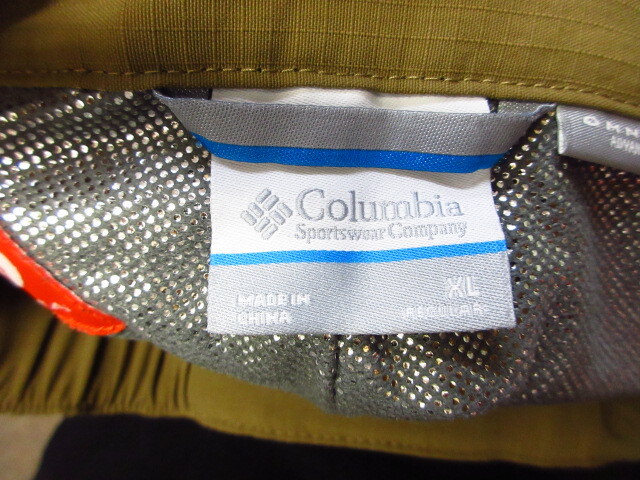 Columbia
Sportswear Company
MADE IN
CHINA
XL
REGULAR